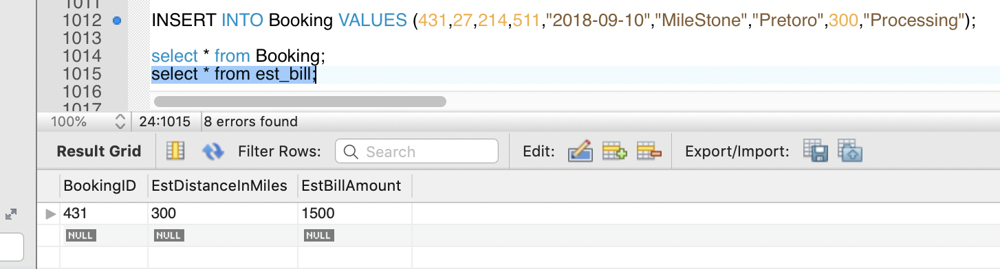 1011
1012 INSERT INTO Booking VALUES (431,27,214,511,"2018-09-10","MileStone","Pretoro",300,"Processing");
1013
1014 select * from Booking;
1015 select * from est_bill;
1016
1017
100% 24:1015 8 errors found
Result Grid Filter Rows: Search Edit: Export/Import:
BookingID EstDistanceInMiles EstBillAmount
431 300 1500
NULL NULL NULL